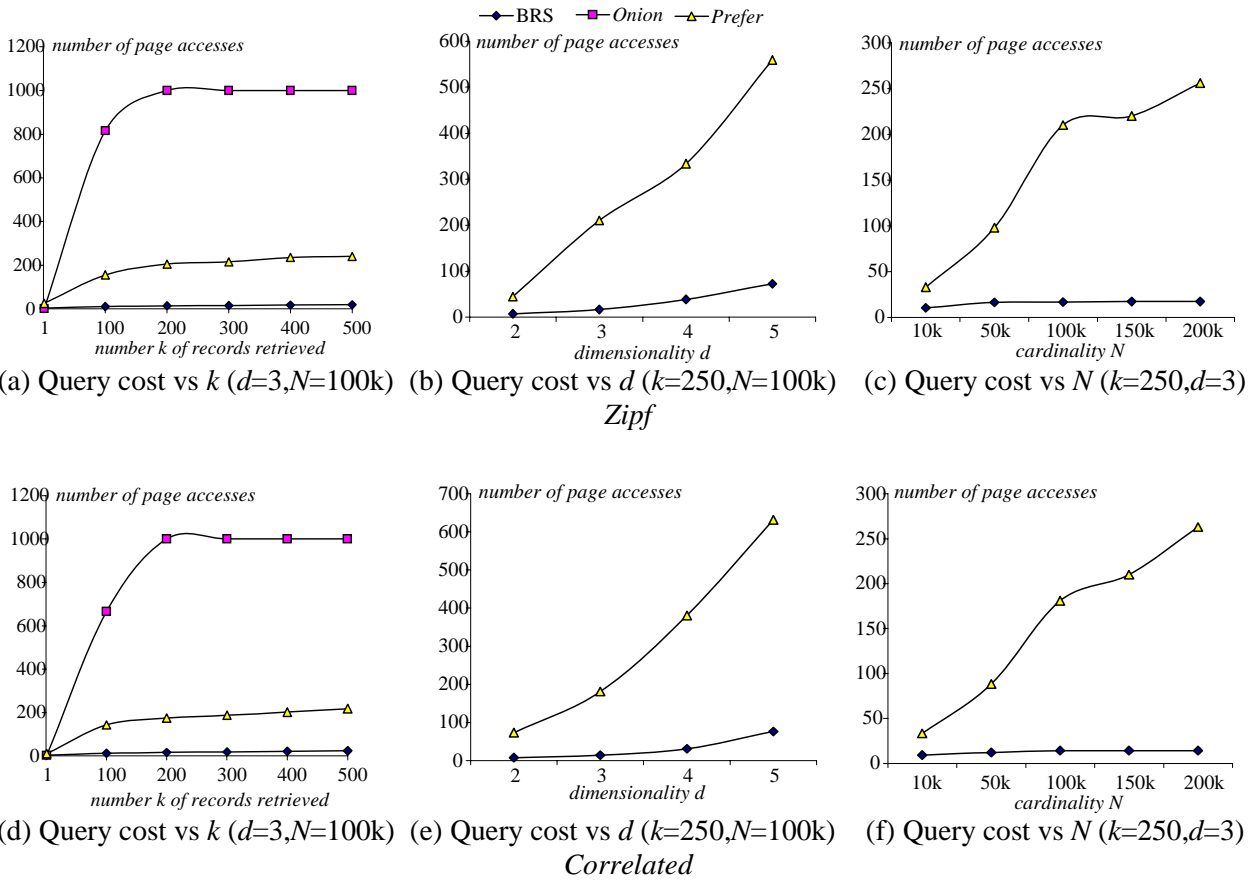 BRS Onion Prefer
number of page accesses
1200
1000
800
600
400
200
0
1 100 200 300 400 500
number k of records retrieved
(a) Query cost vs k (d=3,N=100k)
number of page accesses
600
500
400
300
200
100
0
2 3 4 5
dimensionality d
(b) Query cost vs d (k=250,N=100k)
number of page accesses
300
250
200
150
100
50
0
10k 50k 100k 150k 200k
cardinality N
(c) Query cost vs N (k=250,d=3)
Zipf
number of page accesses
1200
1000
800
600
400
200
0
1 100 200 300 400 500
number k of records retrieved
(d) Query cost vs k (d=3,N=100k)
number of page accesses
700
600
500
400
300
200
100
0
2 3 4 5
dimensionality d
(e) Query cost vs d (k=250,N=100k)
number of page accesses
300
250
200
150
100
50
0
10k 50k 100k 150k 200k
cardinality N
(f) Query cost vs N (k=250,d=3)
Correlated